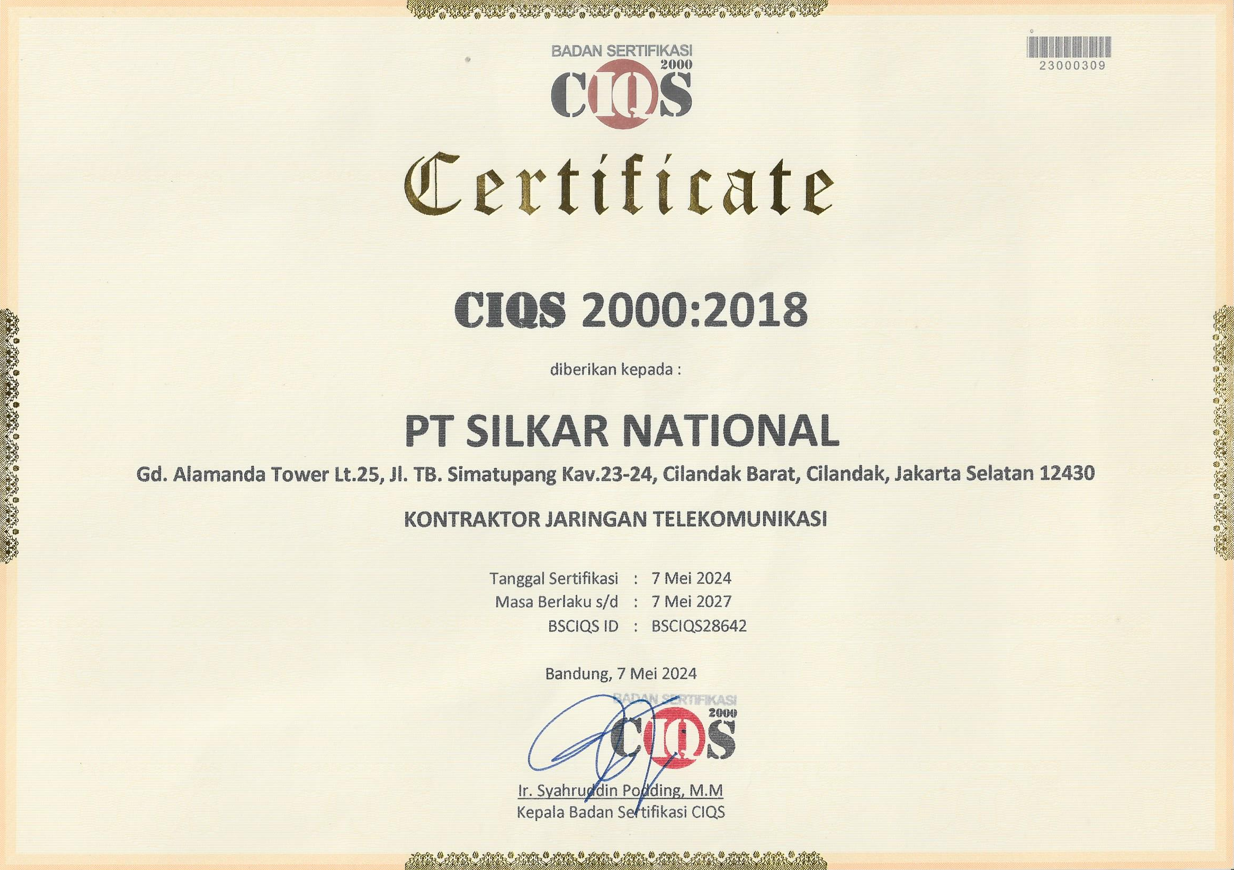 BADAN SERTIFIKASI
2000
CIQS
23000309
Certificate
CIQS 2000:2018
diberikan kepada :
PT SILKAR NATIONAL
Gd. Alamanda Tower Lt.25, Jl. TB. Simatupang Kav.23-24, Cilandak Barat, Cilandak, Jakarta Selatan 12430
KONTRAKTOR JARINGAN TELEKOMUNIKASI
Tanggal Sertifikasi : 7 Mei 2024
Masa Berlaku s/d : 7 Mei 2027
BSCIQS ID : BSCIQS28642
Bandung, 7 Mei 2024
BADAN SERTIFIKASI
2000
CIQS
Ir. Syahruddin Podding, M.M
Kepala Badan Sertifikasi CIQS